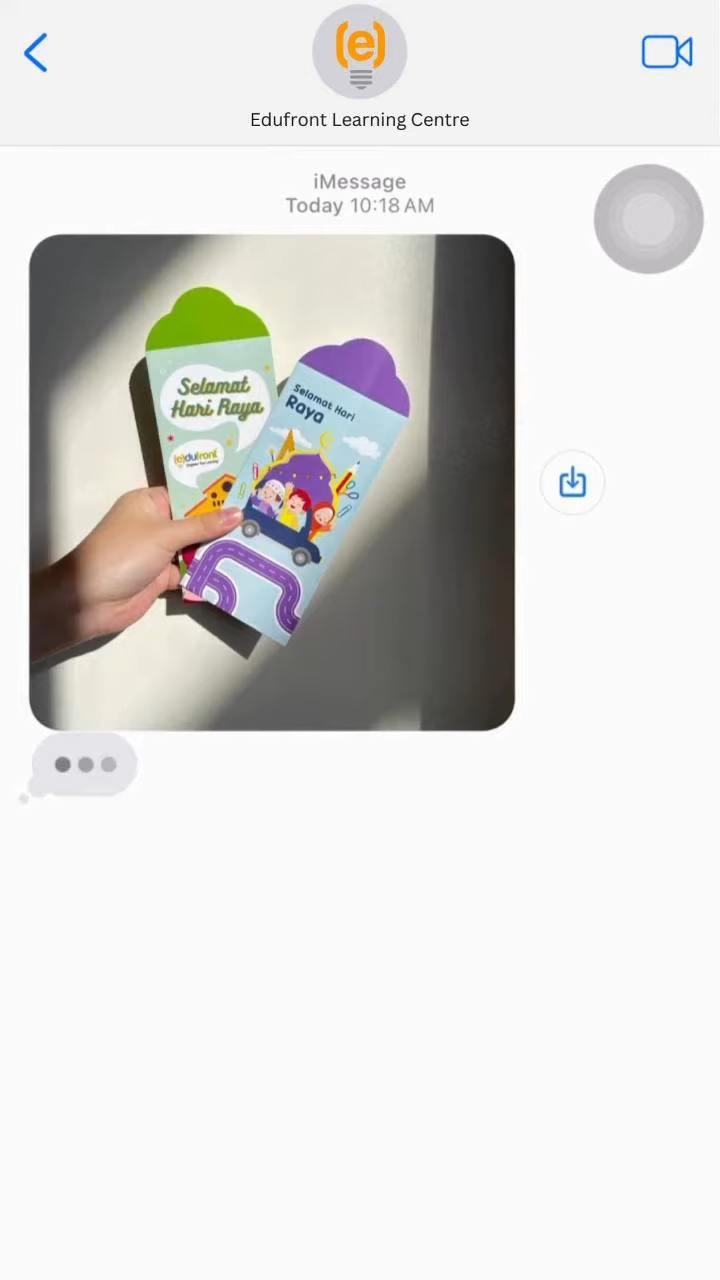 (e)
Edufront Learning Centre
iMessage
Today 10:18 AM
Selamat
Hari Raya
(e)dufront
Selamat Hari
Raya